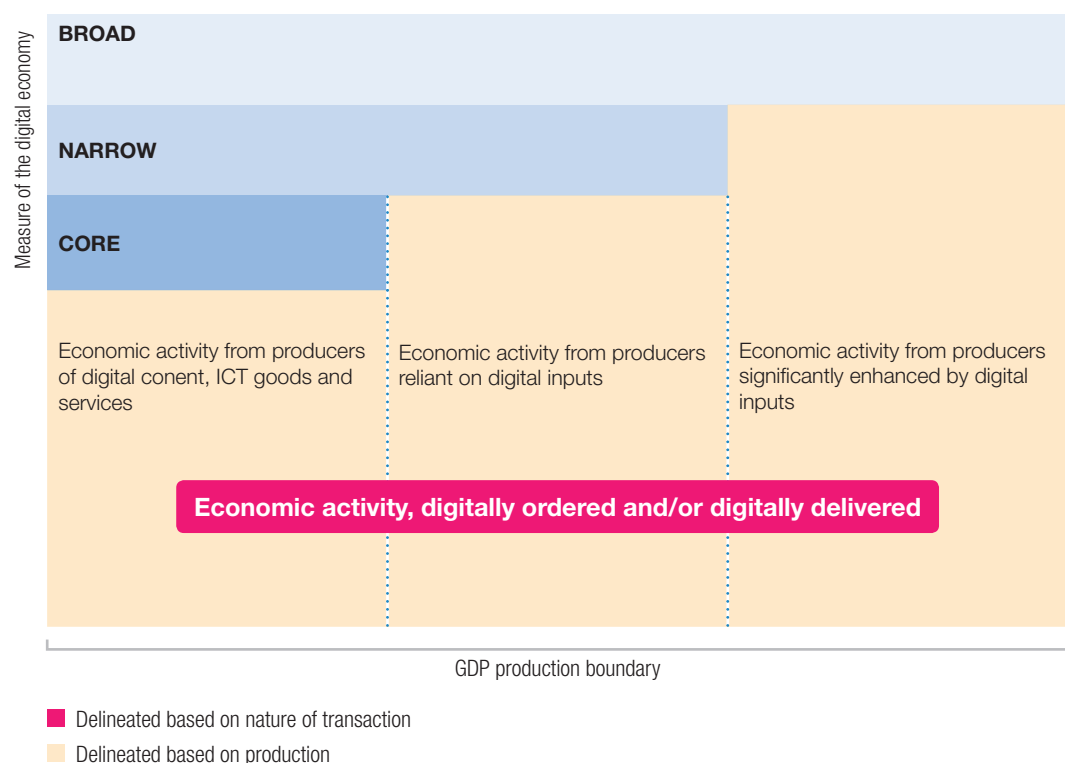 Measure of the digital economy
BROAD
NARROW
CORE
Economic activity from producers
of digital conent, ICT goods and
services
Economic activity from producers
reliant on digital inputs
Economic activity from producers
significantly enhanced by digital
inputs
Economic activity, digitally ordered and/or digitally delivered
GDP production boundary
Delineated based on nature of transaction
Delineated based on production